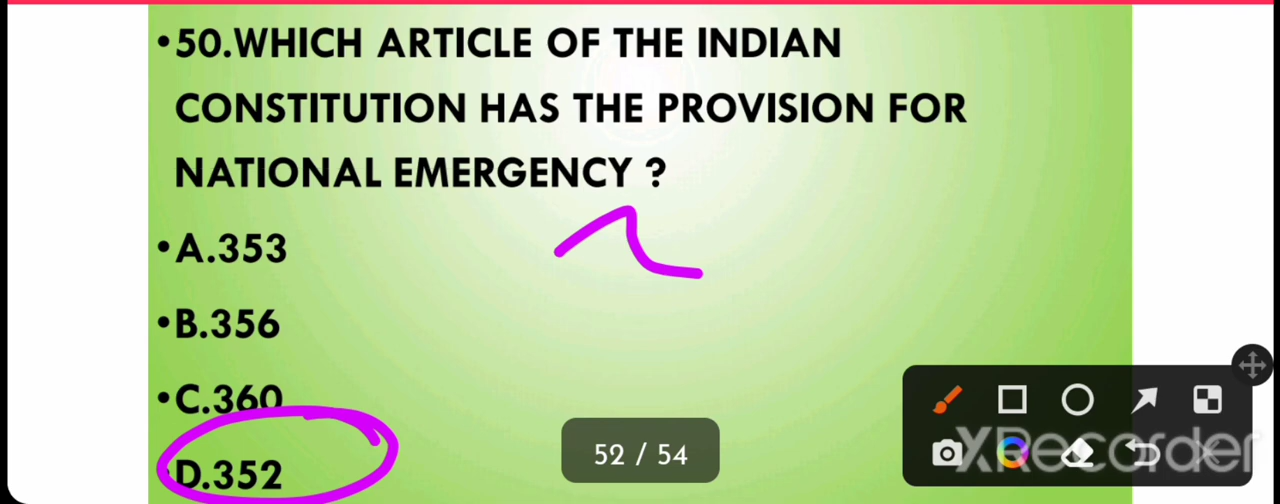 •50.WHICH ARTICLE OF THE INDIAN
CONSTITUTION HAS THE PROVISION FOR
NATIONAL EMERGENCY ?
•A.353
•B.356
•C.360
•D.352
52 / 54
XRecorder